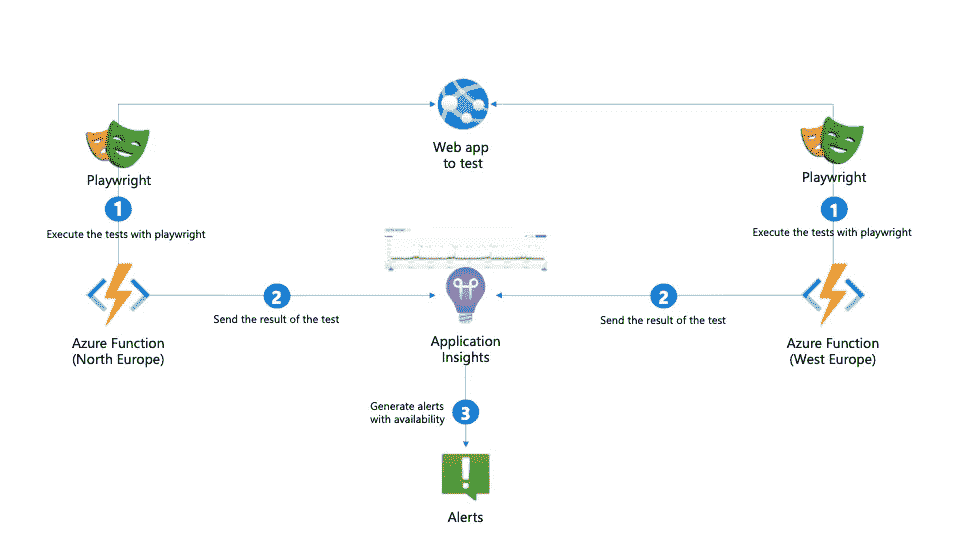 Web app
to test
Playwright
Playwright
1
1
Execute the tests with playwright
Execute the tests with playwright
2
2
Send the result of the test
Send the result of the test
Azure Function
(North Europe)
Application
Insights
Azure Function
(West Europe)
Generate alerts
with availability
3
Alerts